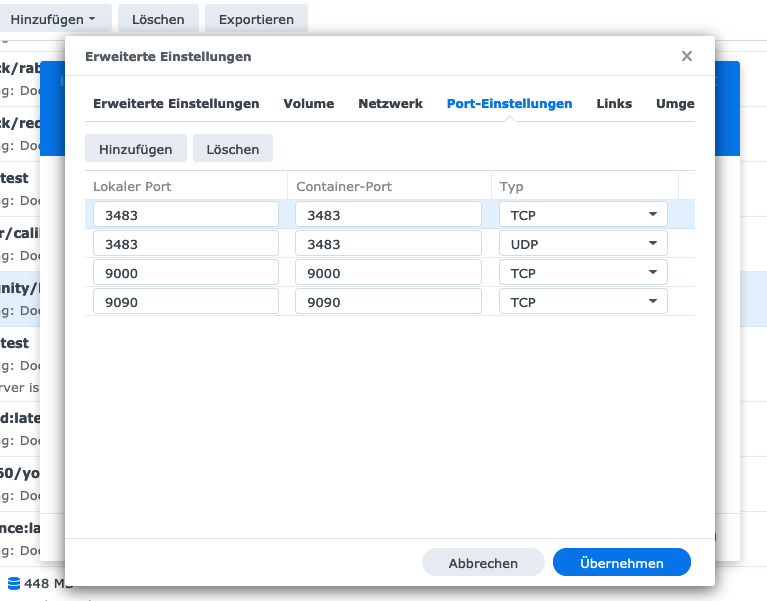 Hinzufügen Löschen Exportieren
Erweiterte Einstellungen
Erweiterte Einstellungen Volume Netzwerk Port-Einstellungen Links Umge
Hinzufügen Löschen
Lokaler Port Container-Port Typ
3483 3483 TCP
3483 3483 UDP
9000 9000 TCP
9090 9090 TCP
Abbrechen Übernehmen
ck/rab
g: Doc
ck/red
g: Doc
test
g: Doc
r/cali
g: Doc
unity/
g: Doc
test
g: Doc
rver is
d:late
g: Doc
50/yo
g: Doc
nce:la
g: Doc
448 M